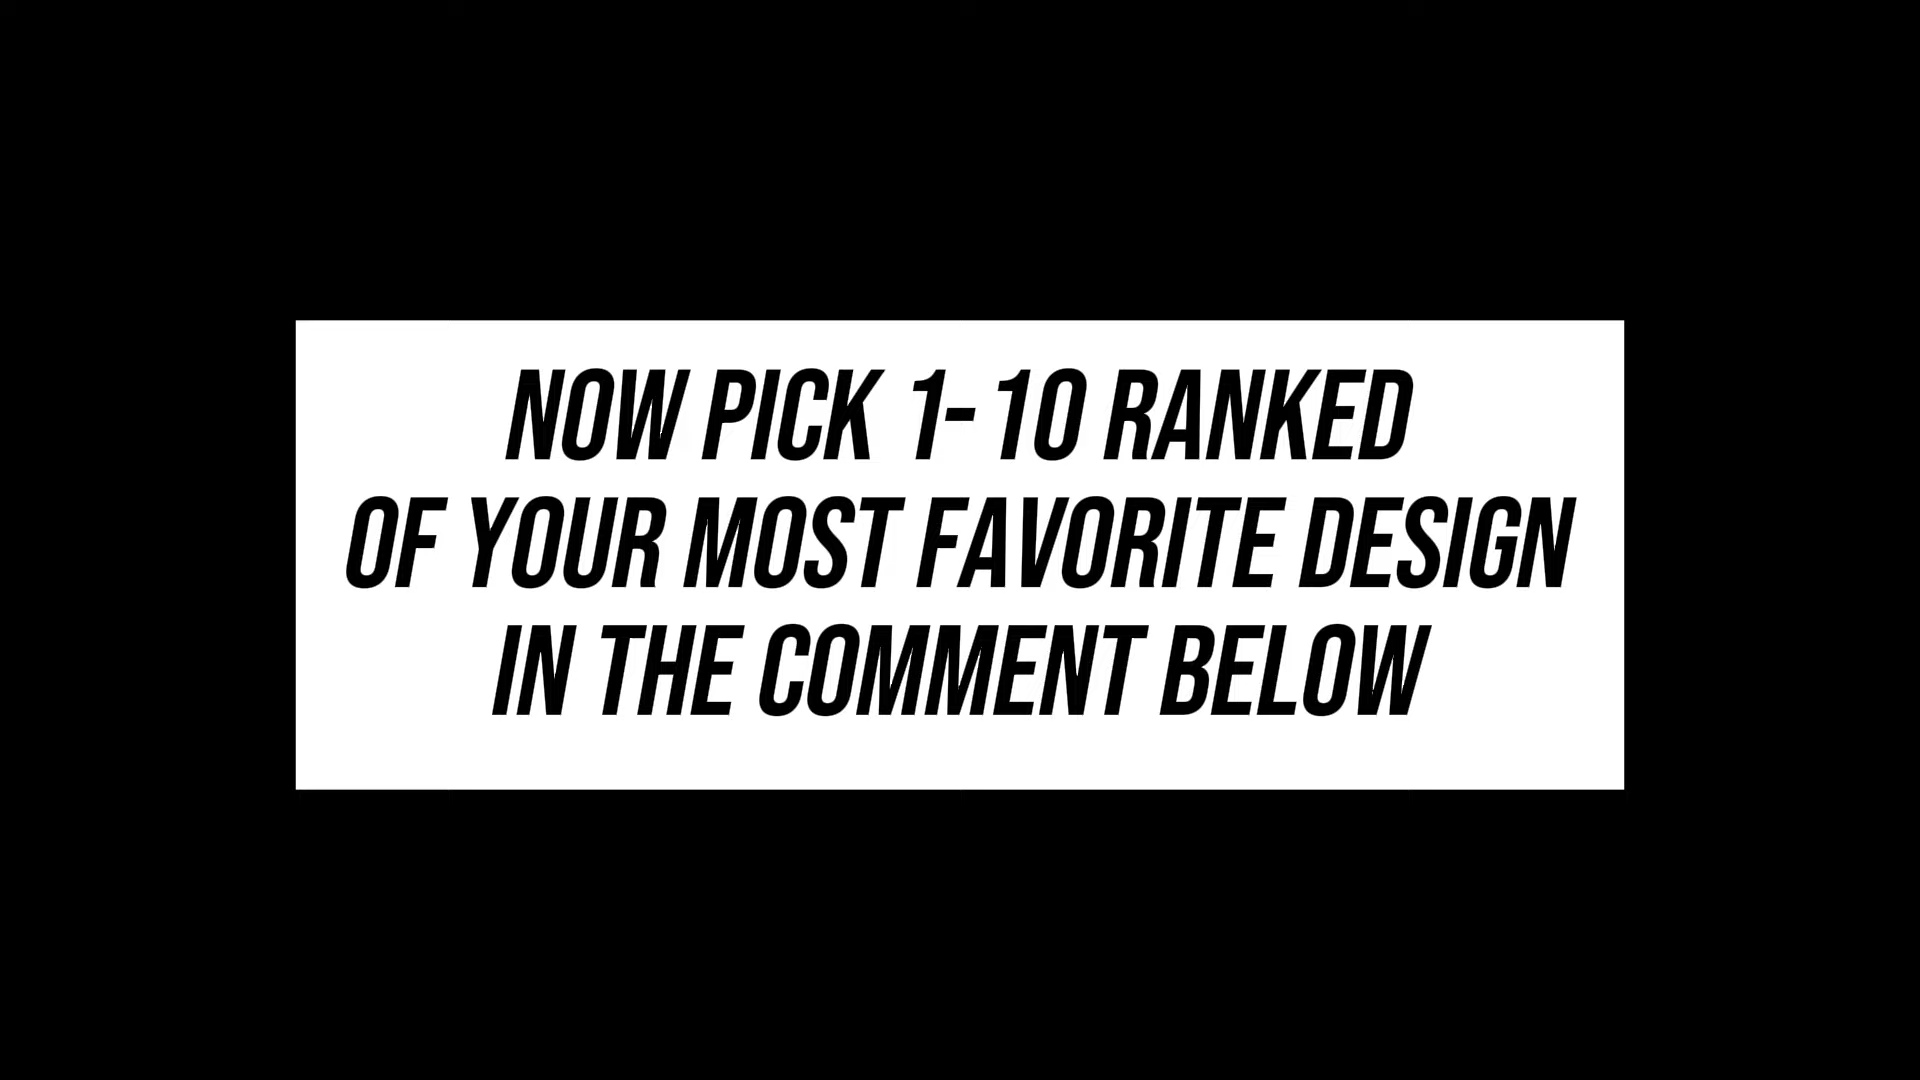 NOW PICK 1-10 RANKED
OF YOUR MOST FAVORITE DESIGN
IN THE COMMENT BELOW